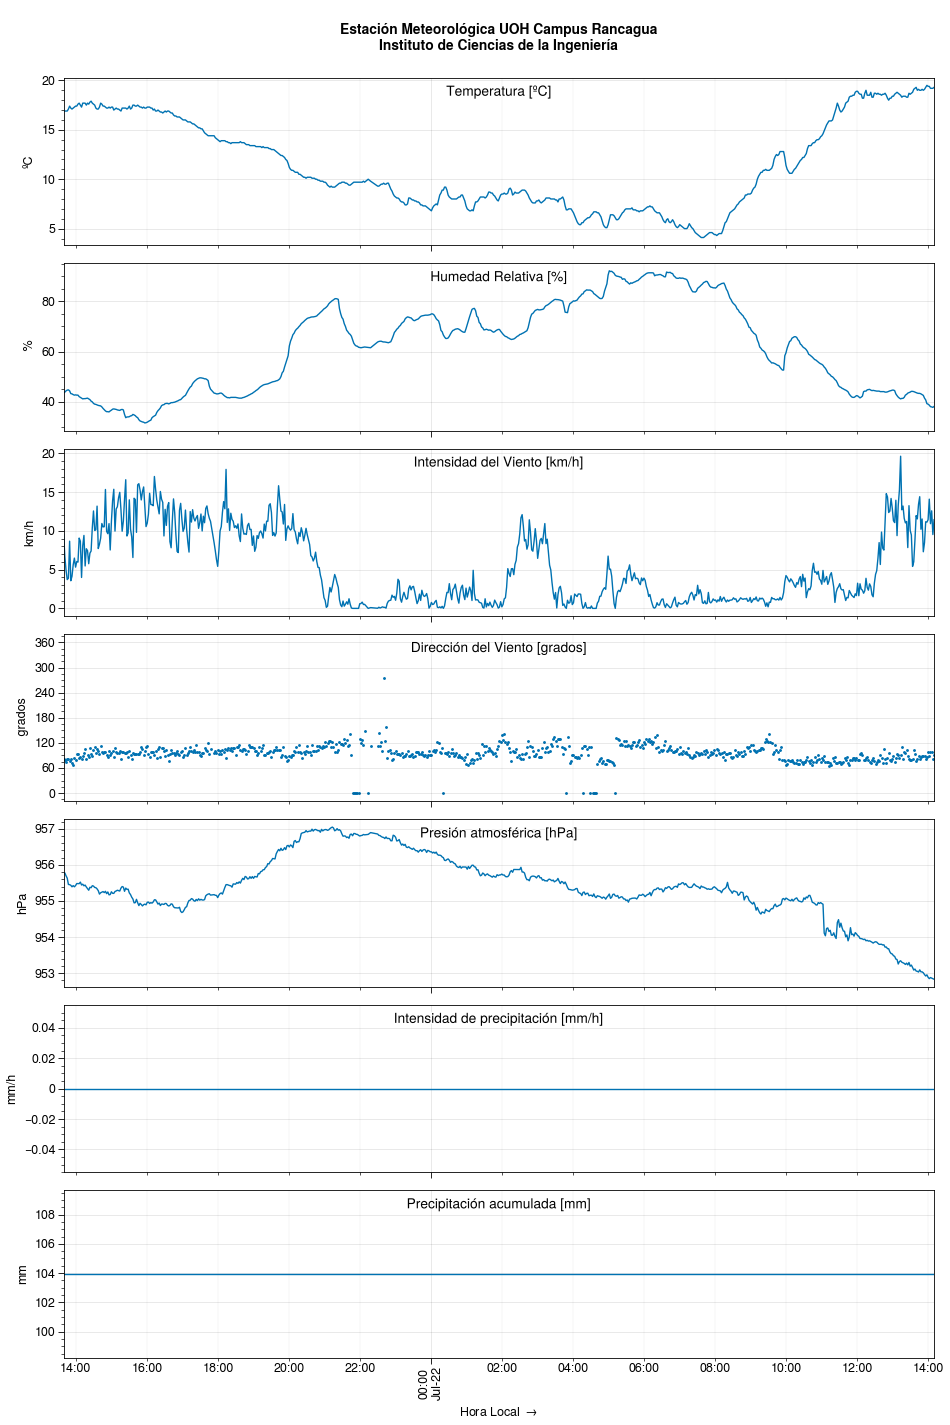 Estación Meteorológica UOH Campus Rancagua
Instituto de Ciencias de la Ingeniería
Temperatura [ºC]
ºC
20
15
10
5
Humedad Relativa [%]
%
80
60
40
Intensidad del Viento [km/h]
km/h
20
15
10
5
0
Dirección del Viento [grados]
grados
360
300
240
180
120
60
0
Presión atmosférica [hPa]
hPa
957
956
955
954
953
Intensidad de precipitación [mm/h]
mm/h
0.04
0.02
0
−0.02
−0.04
Precipitación acumulada [mm]
mm
108
106
104
102
100
14:00 16:00 18:00 20:00 22:00 00:00 02:00 04:00 06:00 08:00 10:00 12:00 14:00
Jul-22
Hora Local →